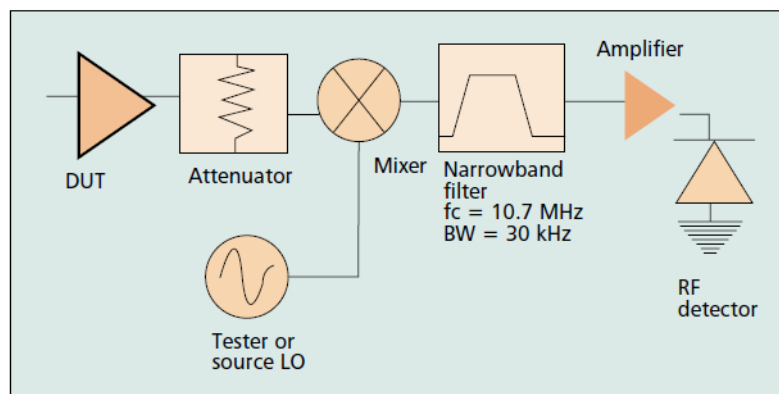 Amplifier
DUT
Attenuator
Mixer
Narrowband
filter
fc = 10.7 MHz
BW = 30 kHz
Tester or
source LO
RF
detector